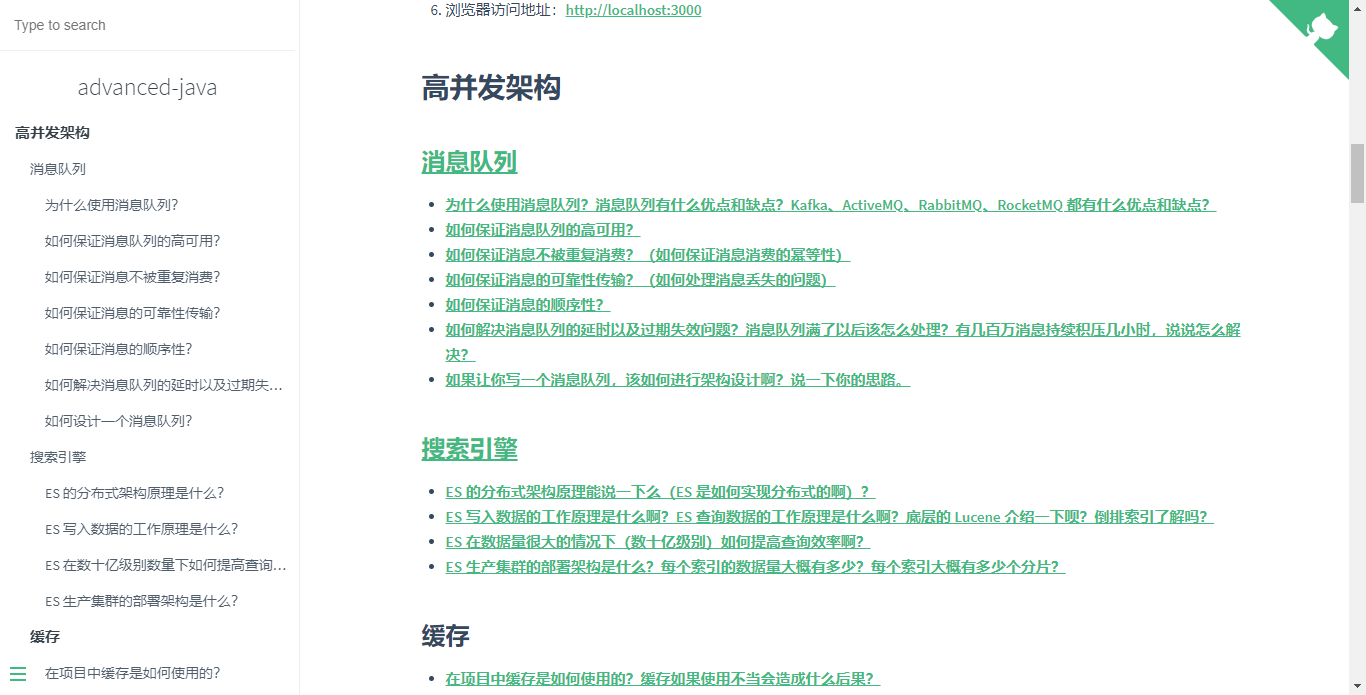 Type to search
advanced-java
高并发架构
消息队列
为什么使用消息队列？
如何保证消息队列的高可用？
如何保证消息不被重复消费？
如何保证消息的可靠性传输？
如何保证消息的顺序性？
如何解决消息队列的延时以及过期失…
如何设计一个消息队列？
搜索引擎
ES 的分布式架构原理是什么？
ES 写入数据的工作原理是什么？
ES 在数十亿级别数量下如何提高查询…
ES 生产集群的部署架构是什么？
缓存
在项目中缓存是如何使用的？
6. 浏览器访问地址：http://localhost:3000
高并发架构
消息队列
• 为什么使用消息队列？消息队列有什么优点和缺点？Kafka、ActiveMQ、RabbitMQ、RocketMQ 都有什么优点和缺点？
• 如何保证消息队列的高可用？
• 如何保证消息不被重复消费？（如何保证消息消费的幂等性）
• 如何保证消息的可靠性传输？（如何处理消息丢失的问题）
• 如何保证消息的顺序性？
• 如何解决消息队列的延时以及过期失效问题？消息队列满了以后该怎么处理？有几百万消息持续积压几小时，说说怎么解
决？
• 如果让你写一个消息队列，该如何进行架构设计啊？说一下你的思路。
搜索引擎
• ES 的分布式架构原理能说一下么（ES 是如何实现分布式的啊）？
• ES 写入数据的工作原理是什么啊？ES 查询数据的工作原理是什么啊？底层的 Lucene 介绍一下呗？倒排索引了解吗？
• ES 在数据量很大的情况下（数十亿级别）如何提高查询效率啊？
• ES 生产集群的部署架构是什么？每个索引的数据量大概有多少？每个索引大概有多少个分片？
缓存
• 在项目中缓存是如何使用的？缓存如果使用不当会造成什么后果？